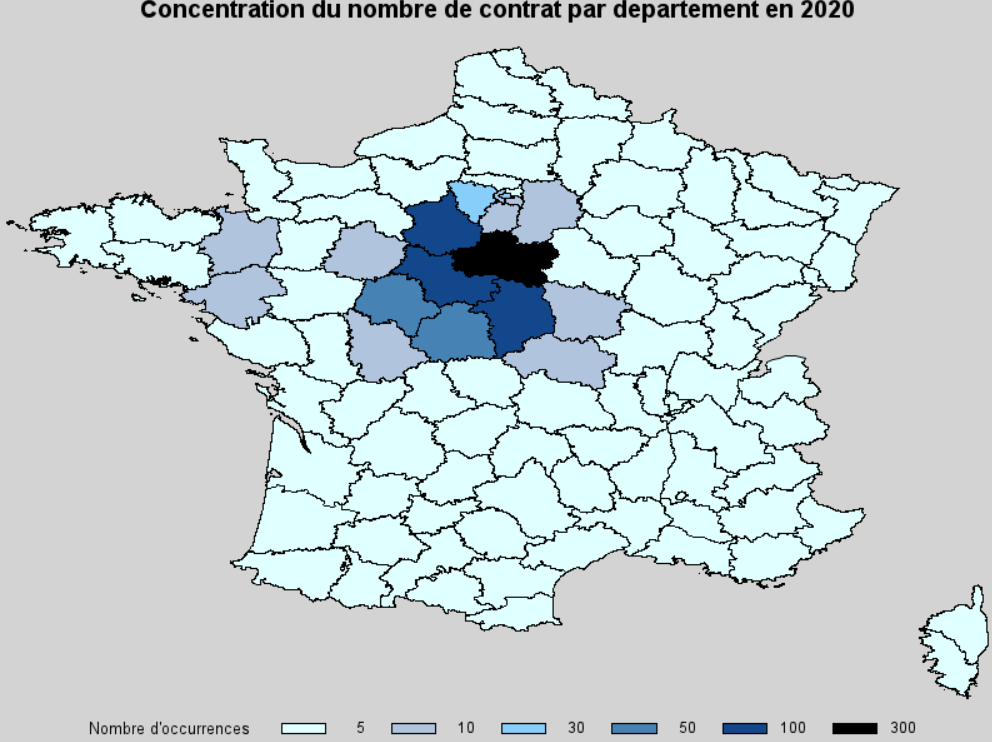 Concentration du nombre de contrat par departement en 2020
Nombre d'occurrences 5 10 30 50 100 300